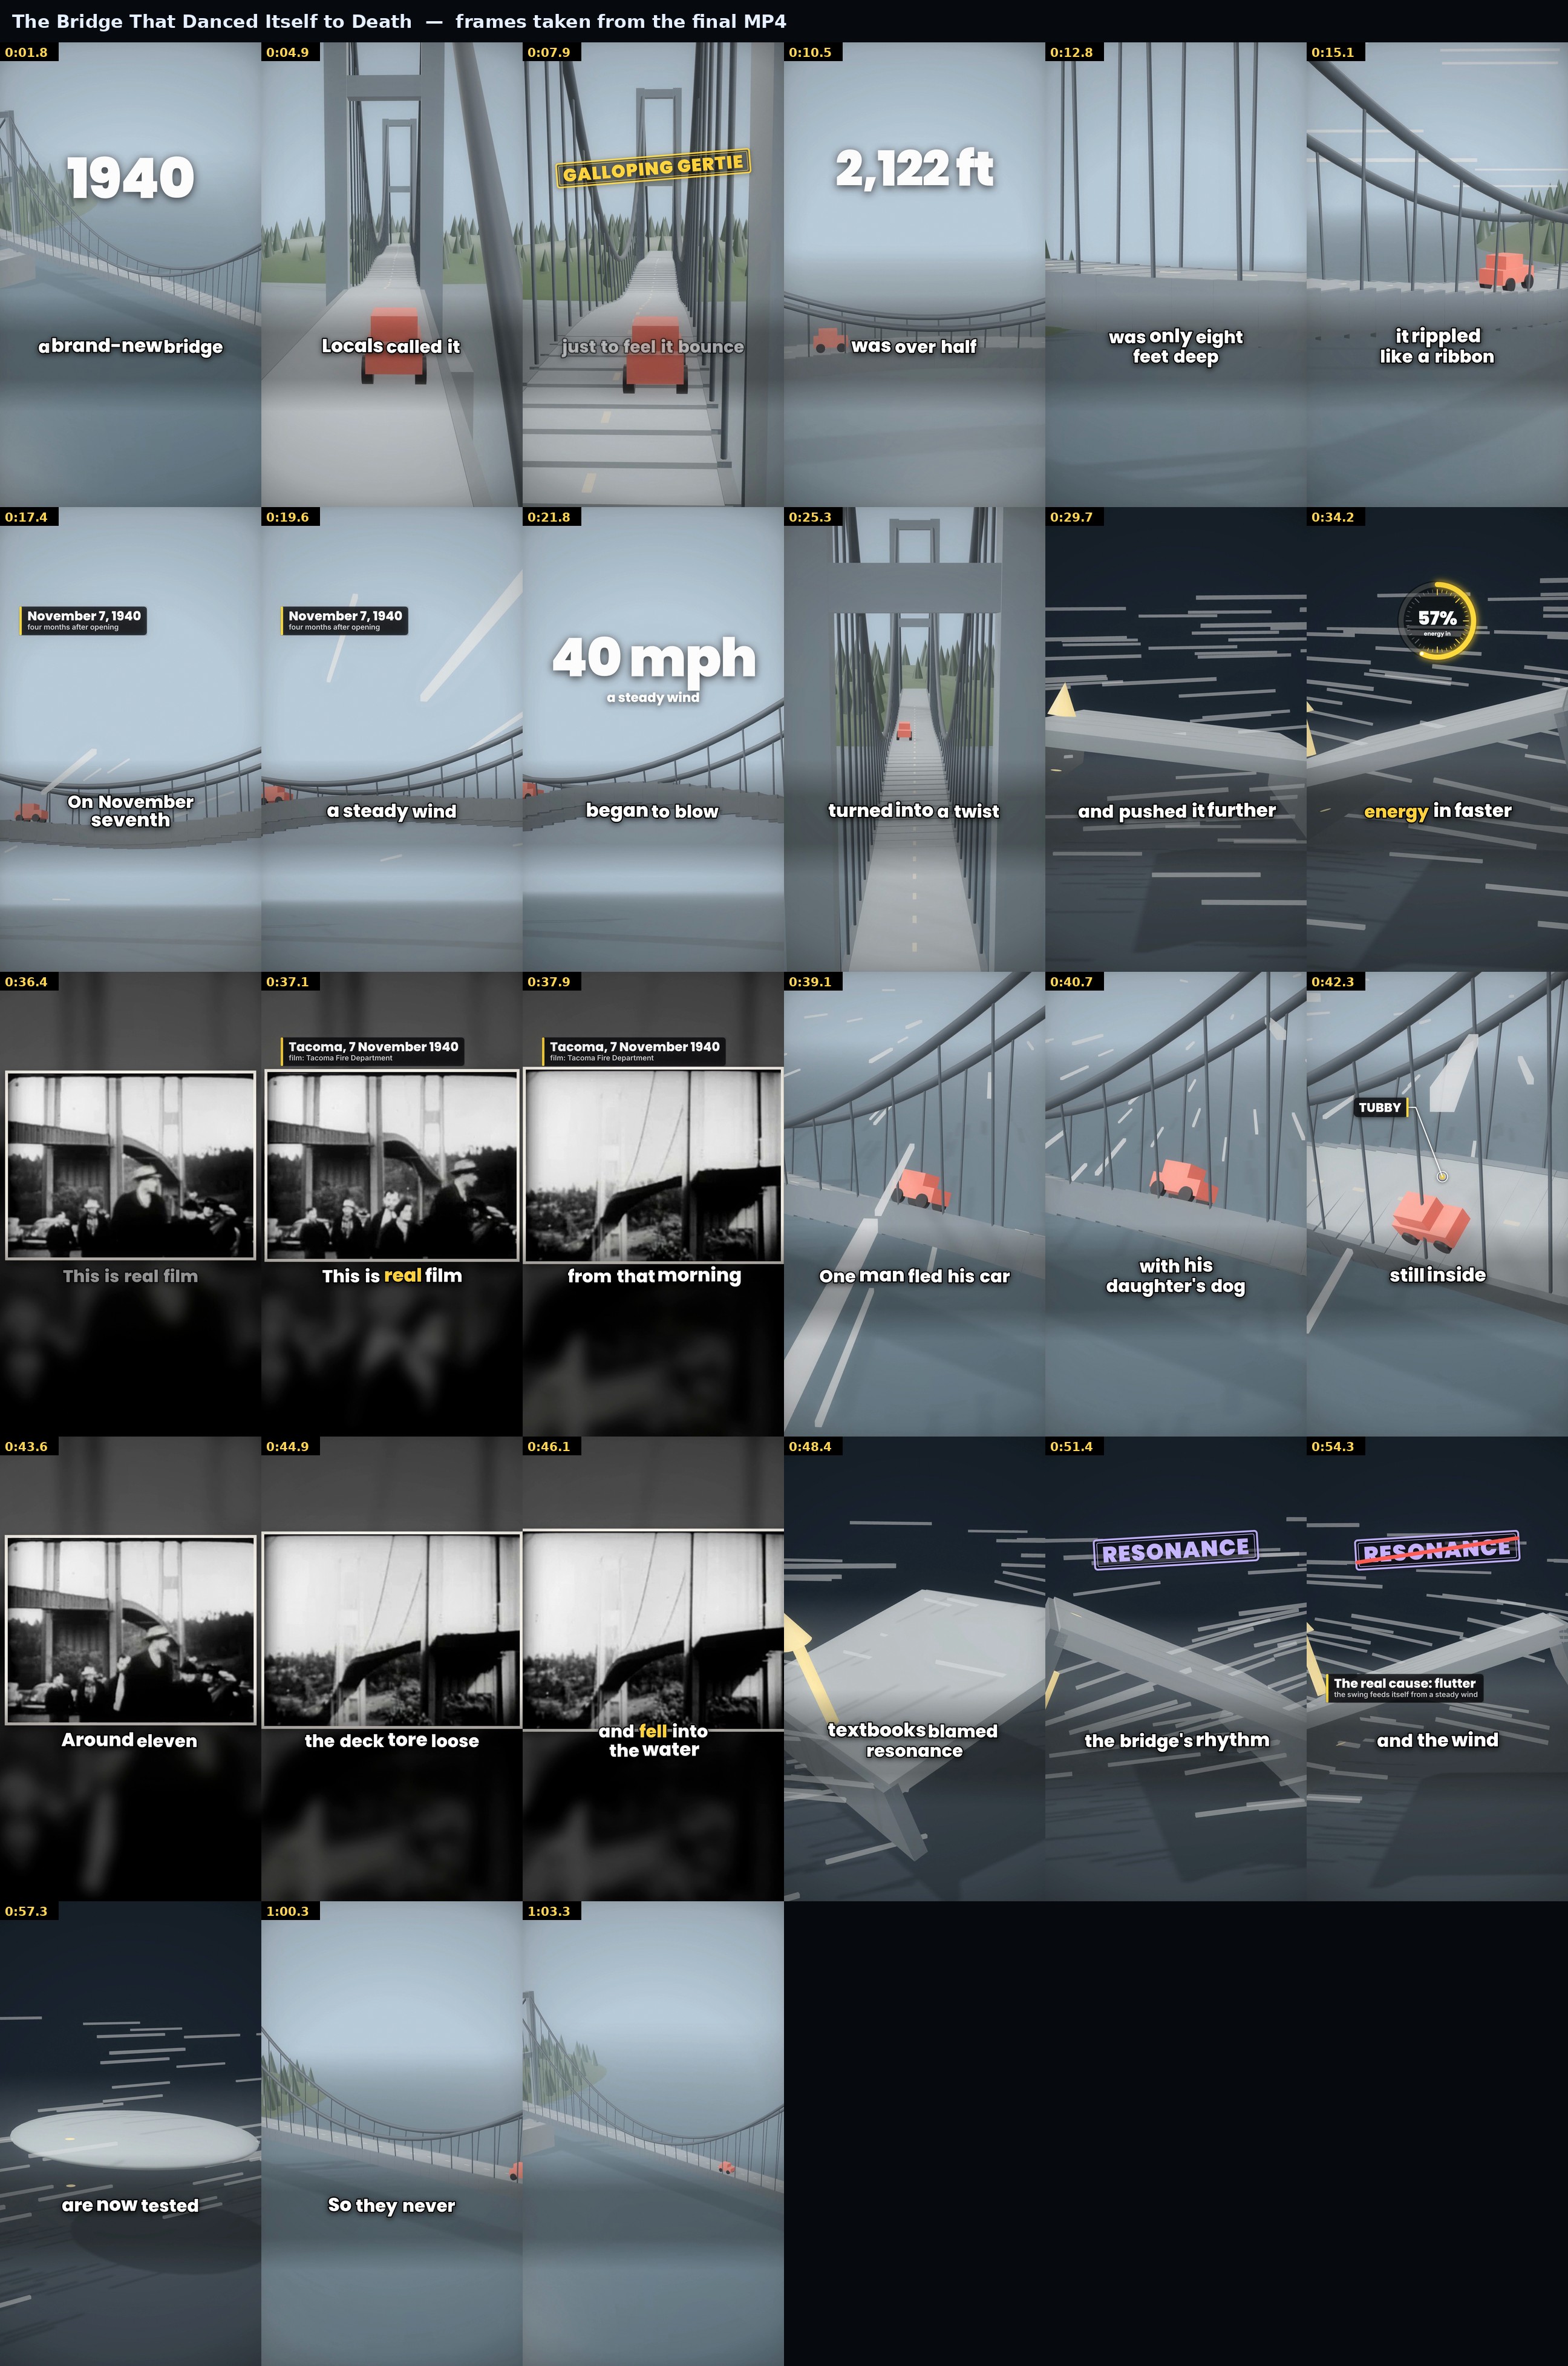 The Bridge That Danced Itself to Death — frames taken from the final MP4
0:01.8
1940
a brand-new bridge
0:04.9
Locals called it
0:07.9
GALLOPING GERTIE
just to feel it bounce
0:10.5
2,122 ft
was over half
0:12.8
was only eight
feet deep
0:15.1
it rippled
like a ribbon
0:17.4
November 7, 1940
four months after opening
On November
seventh
0:19.6
November 7, 1940
four months after opening
a steady wind
0:21.8
40 mph
a steady wind
began to blow
0:25.3
turned into a twist
0:29.7
and pushed it further
0:34.2
57%
energy in
energy in faster
0:36.4
This is real film
0:37.1
Tacoma, 7 November 1940
film: Tacoma Fire Department
This is real film
0:37.9
Tacoma, 7 November 1940
film: Tacoma Fire Department
from that morning
0:39.1
One man fled his car
0:40.7
with his
daughter's dog
0:42.3
TUBBY
still inside
0:43.6
Around eleven
0:44.9
the deck tore loose
0:46.1
and fell into
the water
0:48.4
textbooks blamed
resonance
0:51.4
RESONANCE
the bridge's rhythm
0:54.3
RESONANCE
The real cause: flutter
the swing feeds itself from a steady wind
and the wind
0:57.3
are now tested
1:00.3
So they never
1:03.3